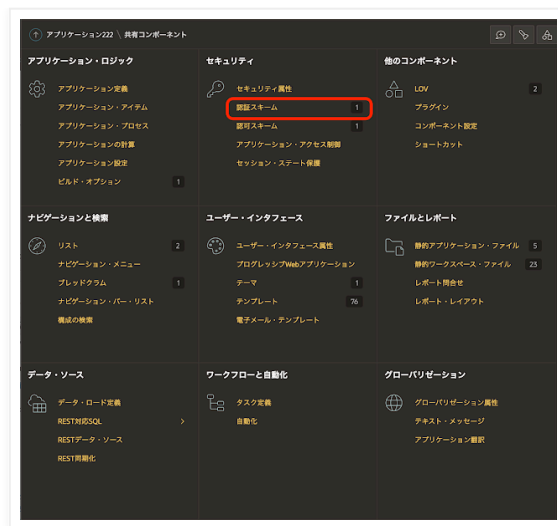 アプリケーション222 \ 共有コンポーネント
アプリケーション・ロジック
アプリケーション定義
アプリケーション・アイテム
アプリケーション・プロセス
アプリケーションの計算
アプリケーション設定
ビルド・オプション 1
セキュリティ
セキュリティ属性
認証スキーム 1
認可スキーム 1
アプリケーション・アクセス制御
セッション・ステート保護
他のコンポーネント
LOV 2
プラグイン
コンポーネント設定
ショートカット
ナビゲーションと検索
リスト 2
ナビゲーション・メニュー
ブレッドクラム 1
ナビゲーション・バー・リスト
構成の検索
ユーザー・インタフェース
ユーザー・インタフェース属性
プログレッシブWebアプリケーション
テーマ 1
テンプレート 76
電子メール・テンプレート
ファイルとレポート
静的アプリケーション・ファイル 5
静的ワークスペース・ファイル 23
レポート問合せ
レポート・レイアウト
データ・ソース
データ・ロード定義
REST対応SQL
RESTデータ・ソース
REST同期化
ワークフローと自動化
タスク定義
自動化
グローバリゼーション
グローバリゼーション属性
テキスト・メッセージ
アプリケーション翻訳